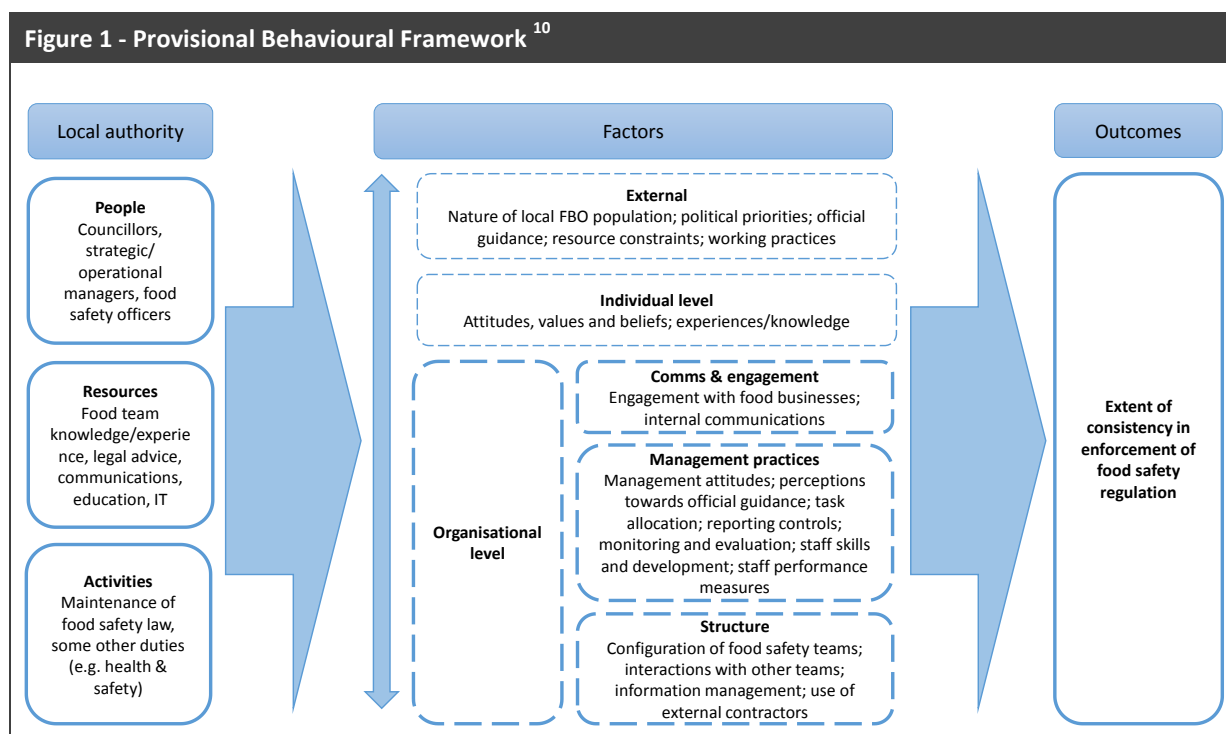 Figure 1 - Provisional Behavioural Framework 10
Local authority
People
Councillors,
strategic/
operational
managers, food
safety officers
Resources
Food team
knowledge/experie
nce, legal advice,
communications,
education, IT
Activities
Maintenance of
food safety law,
some other duties
(e.g. health &
safety)
Factors
External
Nature of local FBO population; political priorities; official
guidance; resource constraints; working practices
Individual level
Attitudes, values and beliefs; experiences/knowledge
Organisational
level
Comms & engagement
Engagement with food businesses;
internal communications
Management practices
Management attitudes; perceptions
towards official guidance; task
allocation; reporting controls;
monitoring and evaluation; staff skills
and development; staff performance
measures
Structure
Configuration of food safety teams;
interactions with other teams;
information management; use of
external contractors
Outcomes
Extent of
consistency in
enforcement of
food safety
regulation